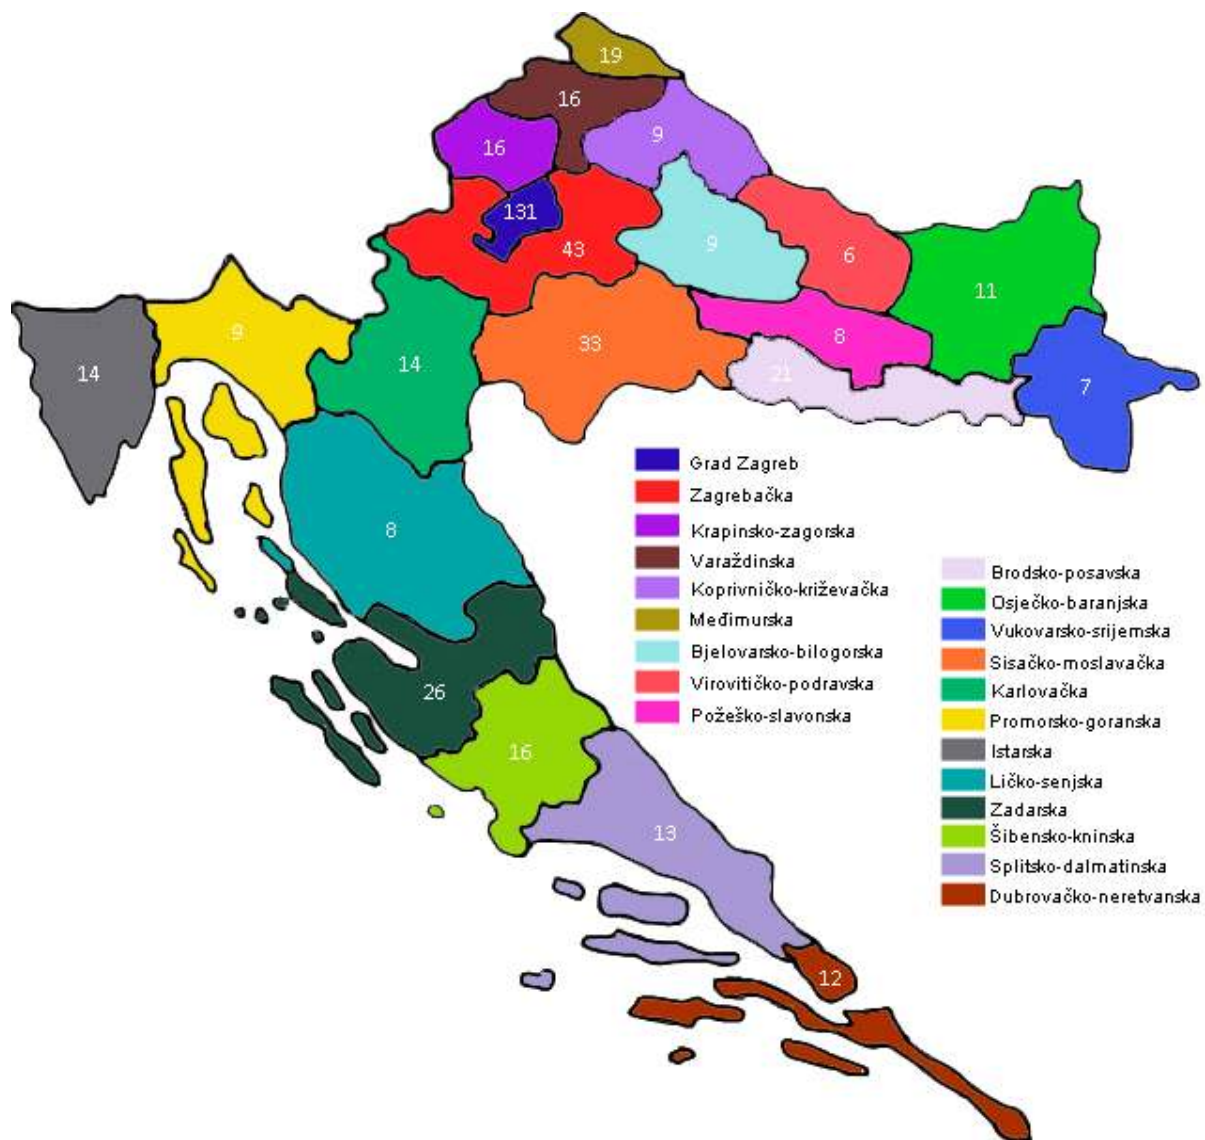 19
16
9
16
131
43
9
6
11
14
9
14
33
8
21
7
8
26
16
13
12
Grad Zagreb
Zagrebačka
Krapinsko-zagorska
Varaždinska
Koprivničko-križevačka
Međimurska
Bjelovarsko-bilogorska
Virovitičko-podravska
Požeško-slavonska
Brodsko-posavska
Osječko-baranjska
Vukovarsko-srijemska
Sisačko-moslavačka
Karlovačka
Promorsko-goranska
Istarska
Ličko-senjska
Zadarska
Šibensko-kninska
Splitsko-dalmatinska
Dubrovačko-neretvanska